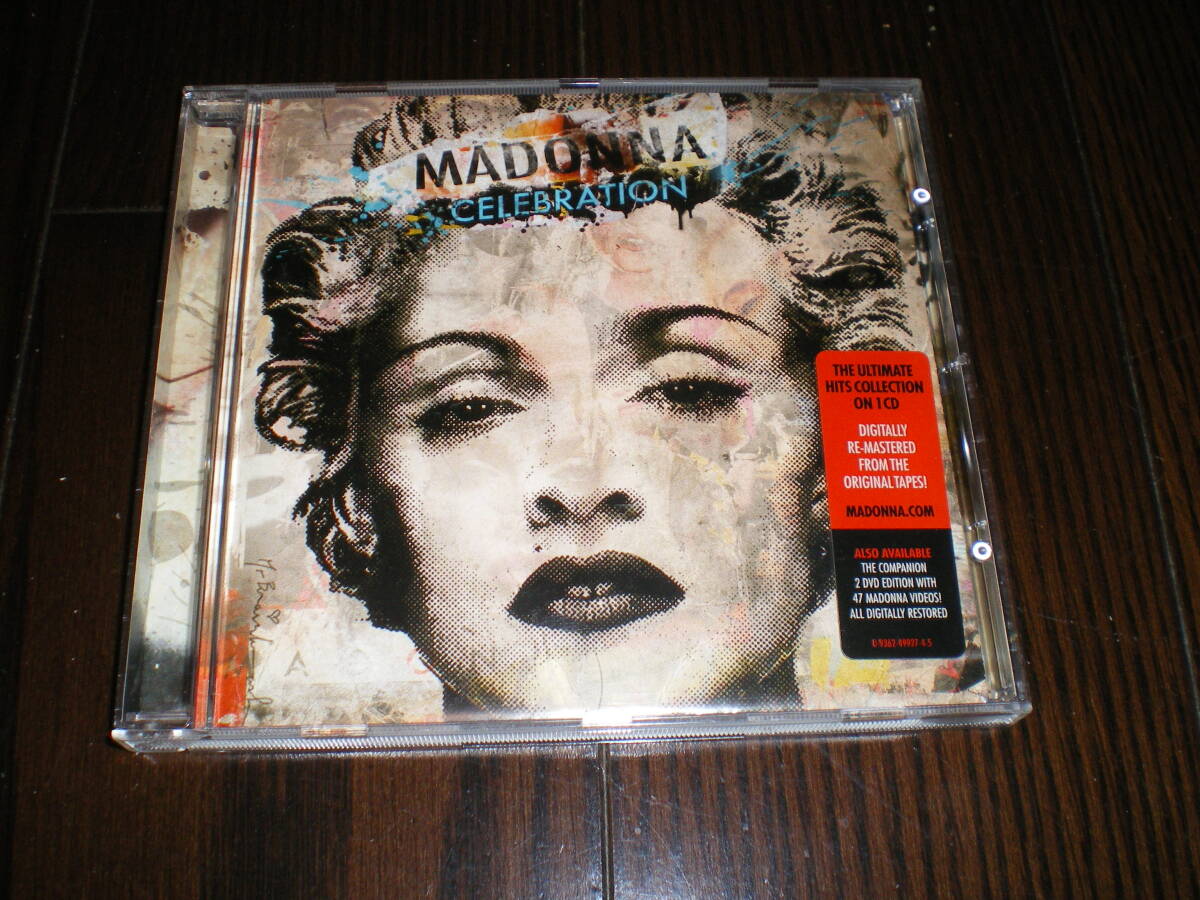 MADONNA
CELEBRATION
THE ULTIMATE
HITS COLLECTION
ON 1 CD
DIGITALLY
RE-MASTERED
FROM THE
ORIGINAL TAPES!
MADONNA.COM
ALSO AVAILABLE
THE COMPANION
2 DVD EDITION WITH
47 MADONNA VIDEOS!
ALL DIGITALLY RESTORED
A